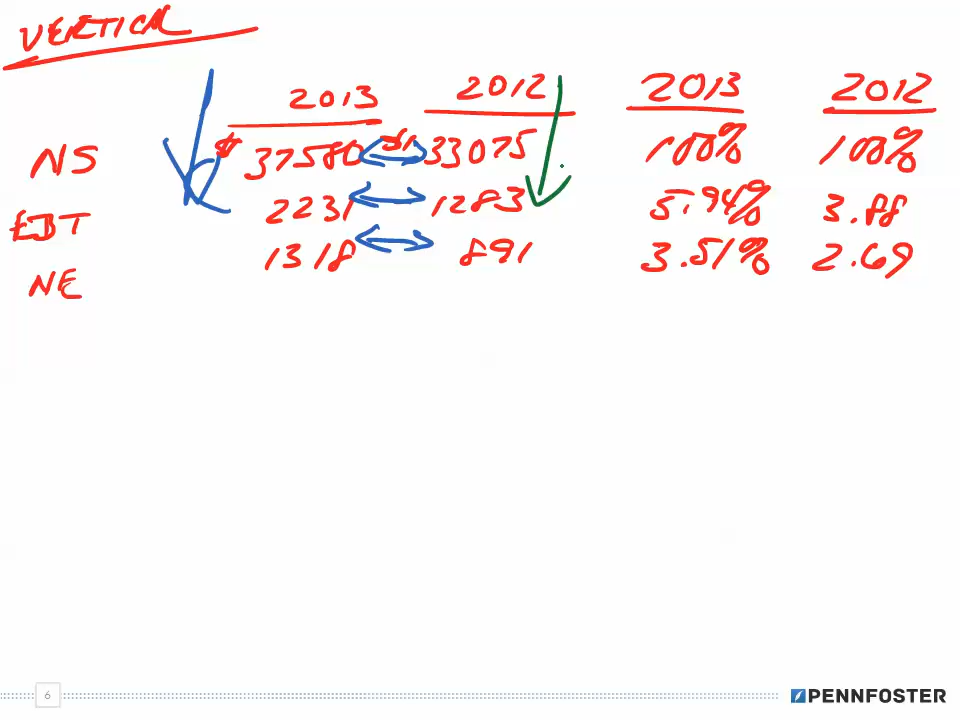 VERTICAL
2013 2012 2013 2012
NS $37580 $33075 100% 100%
EBT 2231 1283 5.94% 3.88
NE 1318 891 3.51% 2.69
6 PENNFOSTER